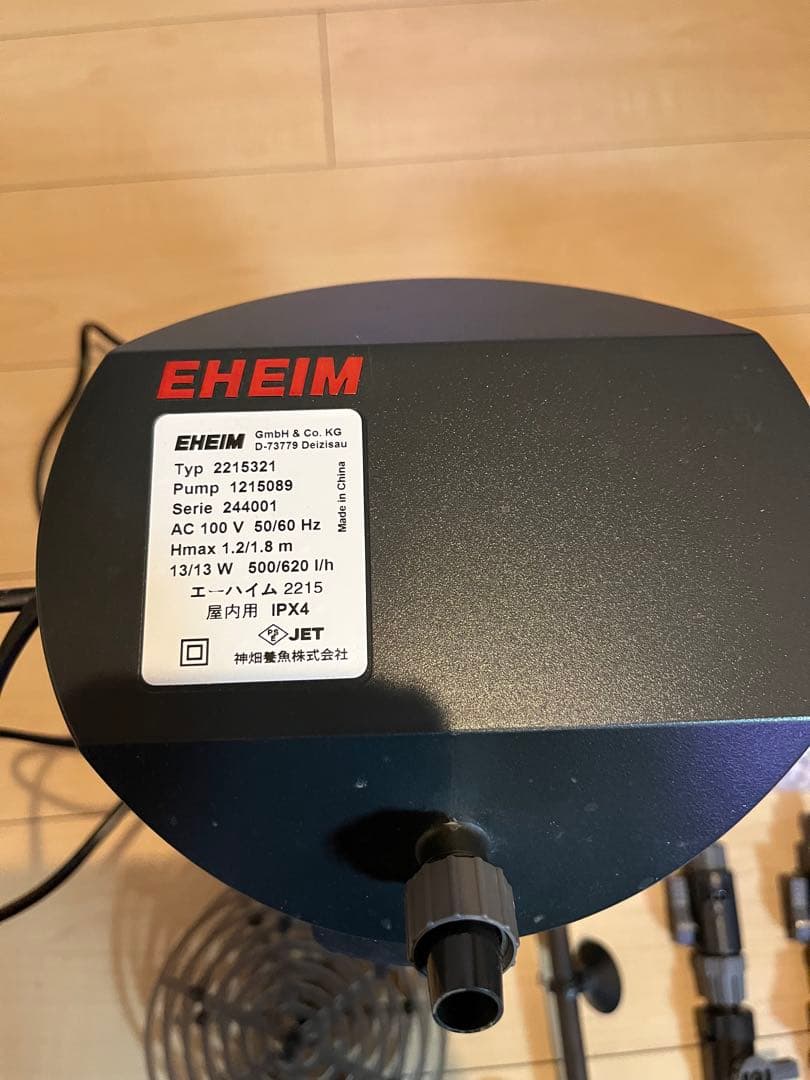 EHEIM
EHEIM GmbH & Co. KG
D-73779 Deizisau
Typ 2215321
Pump 1215089
Serie 244001
AC 100 V 50/60 Hz
Hmax 1.2/1.8 m
13/13 W 500/620 l/h
Made in China
エーハイム 2215
屋内用 IPX4
PSE JET
神畑養魚株式会社